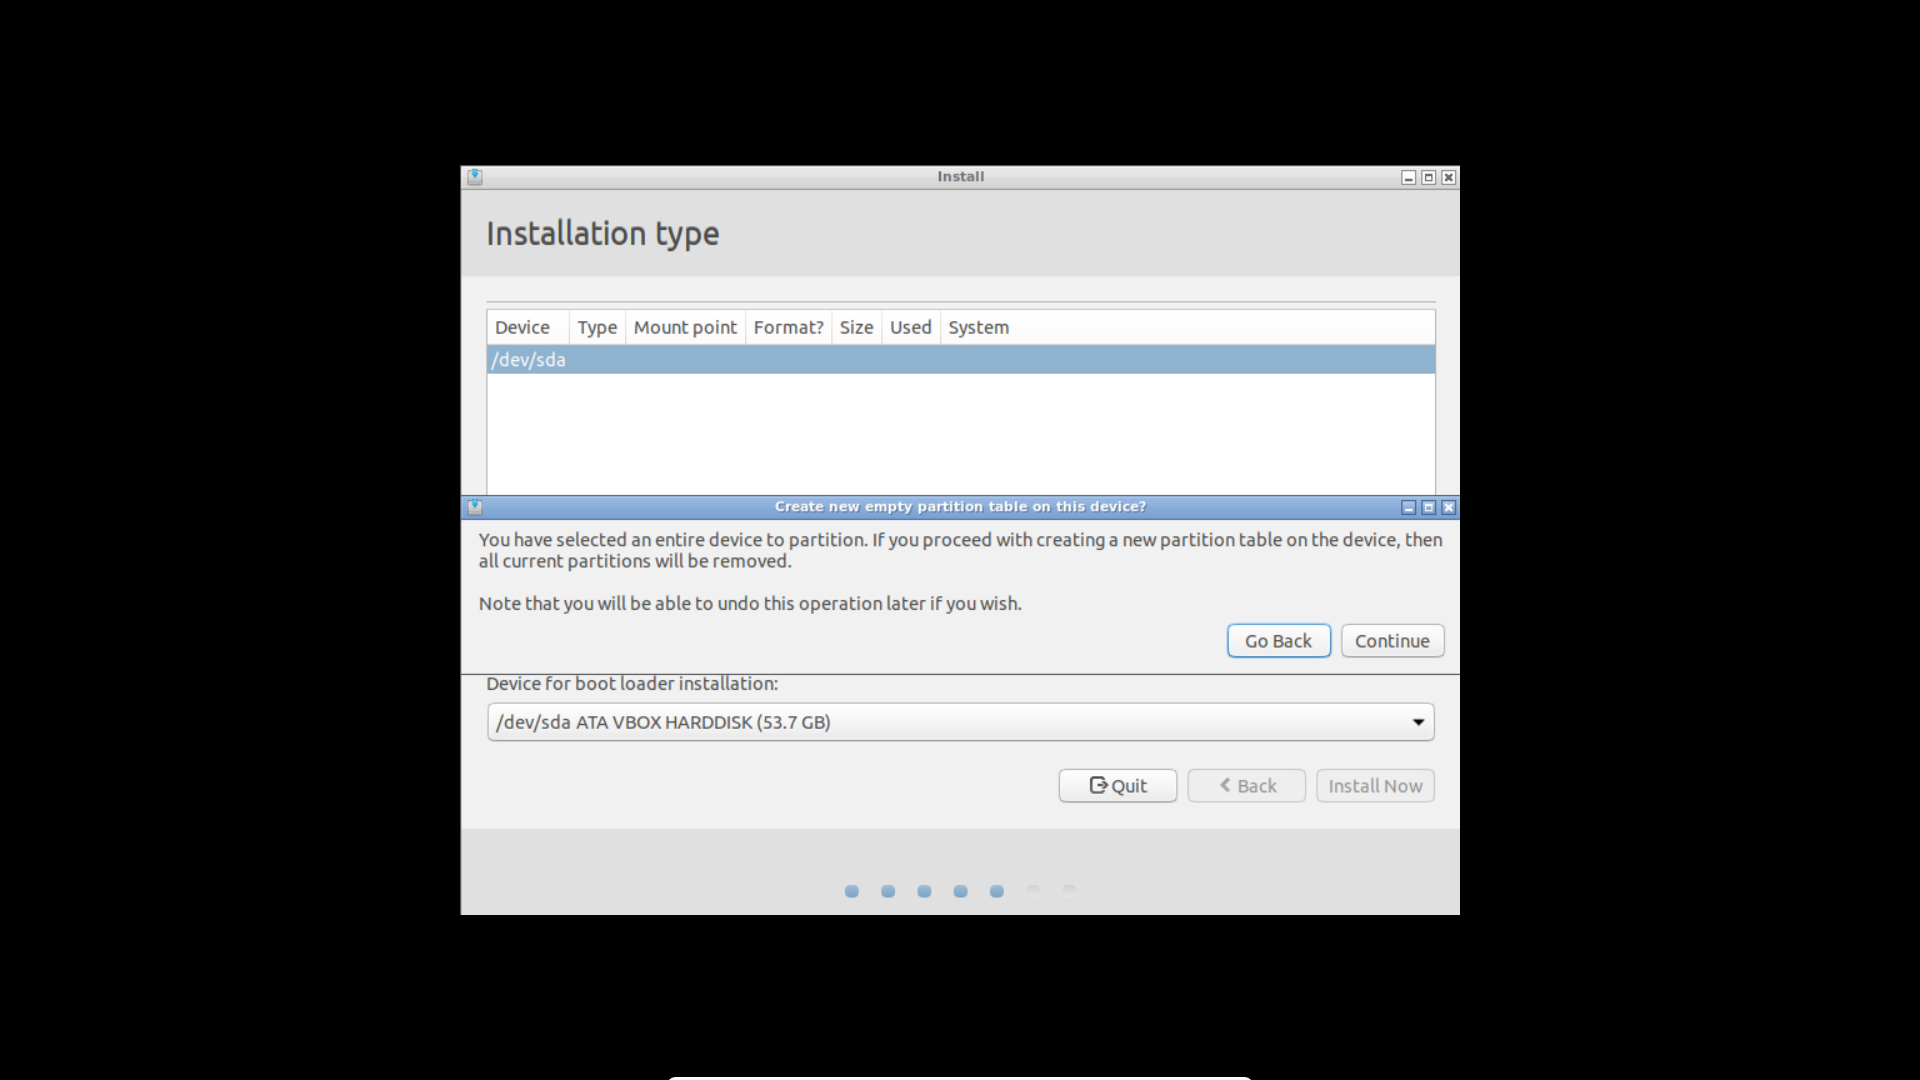 Install
Installation type
Device Type Mount point Format? Size Used System
/dev/sda
Create new empty partition table on this device?
You have selected an entire device to partition. If you proceed with creating a new partition table on the device, then
all current partitions will be removed.
Note that you will be able to undo this operation later if you wish.
Go Back Continue
Device for boot loader installation:
/dev/sda ATA VBOX HARDDISK (53.7 GB)
Quit Back Install Now